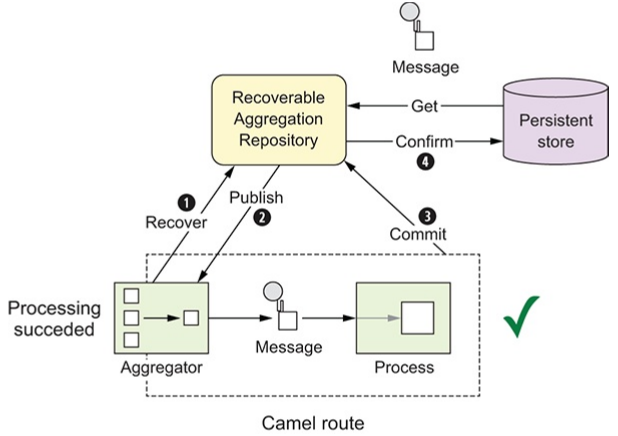 Message
Recoverable
Aggregation
Repository
Get
Persistent
store
Confirm
4
1
Recover
Publish
2
3
Commit
Processing
succeded
Message
Aggregator
Process
Camel route